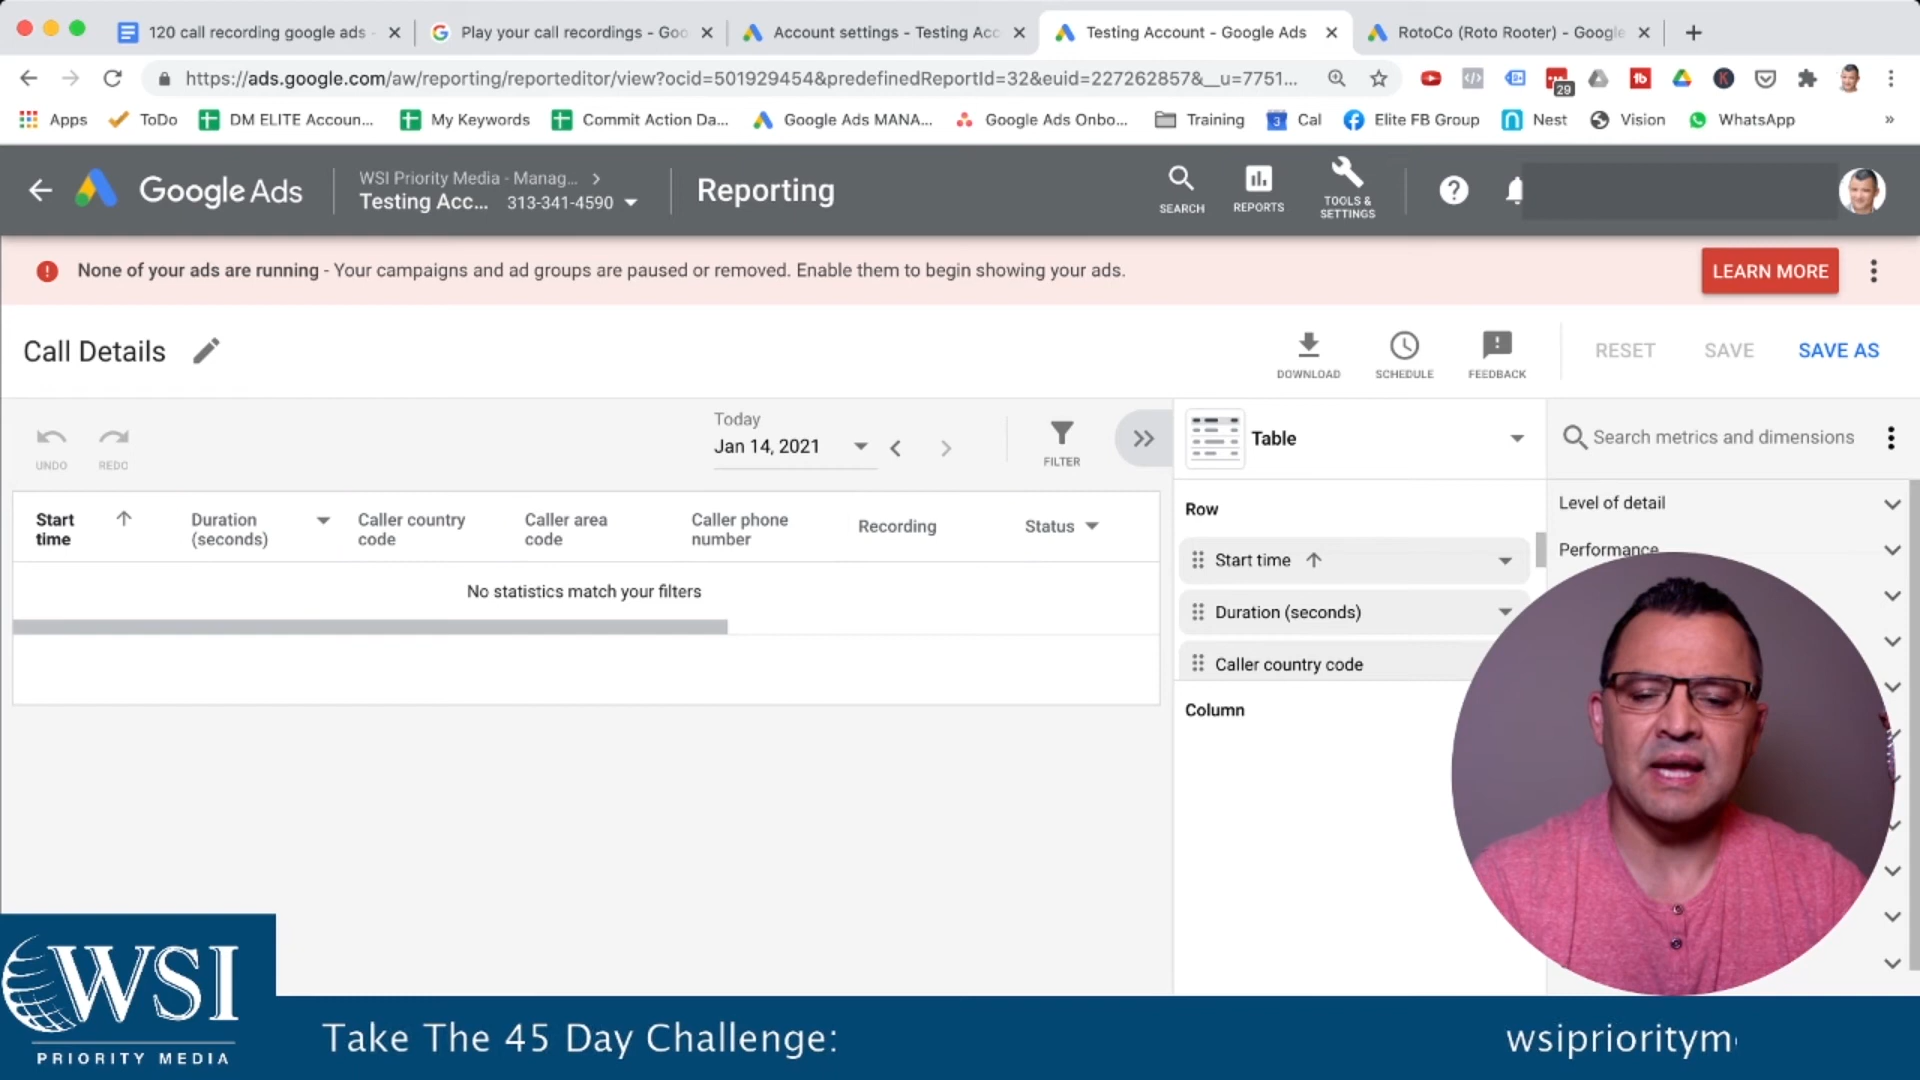 120 call recording google ads
Play your call recordings - Goo
Account settings - Testing Acc
Testing Account - Google Ads
RotoCo (Roto Rooter) - Google
https://ads.google.com/aw/reporting/reporteditor/view?ocid=501929454&predefinedReportId=32&euid=227262857&__u=7751...
29
Apps
ToDo
DM ELITE Accoun...
My Keywords
Commit Action Da...
Google Ads MANA...
Google Ads Onbo...
Training
3
Cal
Elite FB Group
Nest
Vision
WhatsApp
»
Google Ads
WSI Priority Media - Manag... >
Testing Acc... 313-341-4590
Reporting
SEARCH
REPORTS
TOOLS &
SETTINGS
None of your ads are running - Your campaigns and ad groups are paused or removed. Enable them to begin showing your ads.
LEARN MORE
Call Details
DOWNLOAD
SCHEDULE
FEEDBACK
RESET
SAVE
SAVE AS
UNDO
REDO
Today
Jan 14, 2021
FILTER
Table
Search metrics and dimensions
Start
time
Duration
(seconds)
Caller country
code
Caller area
code
Caller phone
number
Recording
Status
No statistics match your filters
Row
Start time
Duration (seconds)
Caller country code
Column
Level of detail
Performance
WSI
PRIORITY MEDIA
Take The 45 Day Challenge:
wsiprioritym